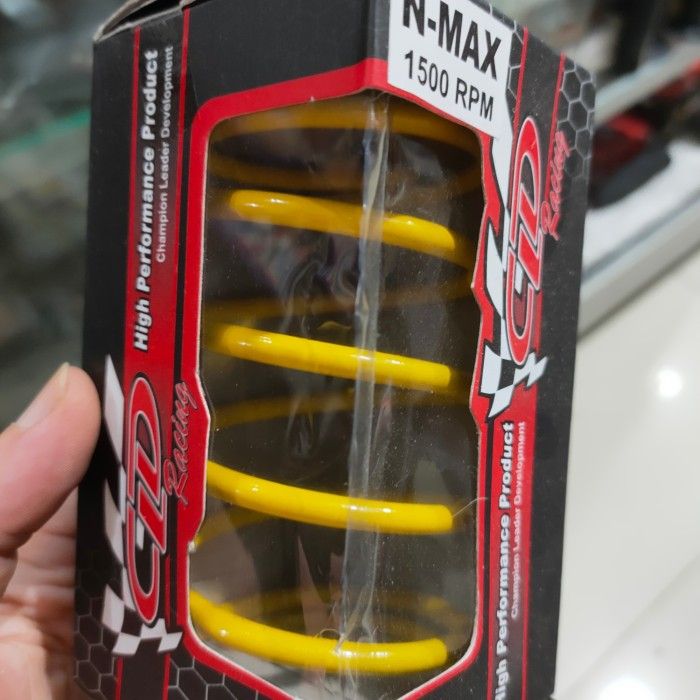 N-MAX
1500 RPM
High Performance Product
Champion Leader Development
CLD
Racing
CLD
Racing
High Performance Product
Champion Leader Development